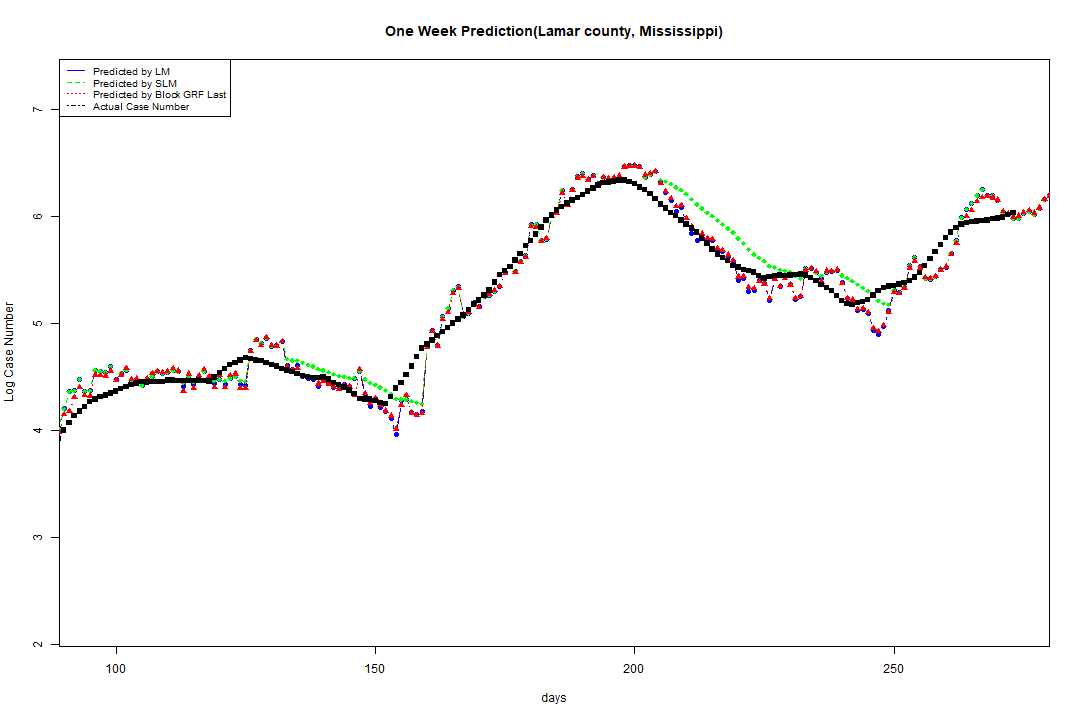 One Week Prediction(Lamar county, Mississippi)
Predicted by LM
Predicted by SLM
Predicted by Block GRF Last
Actual Case Number
7
6
5
4
3
2
Log Case Number
100 150 200 250
days